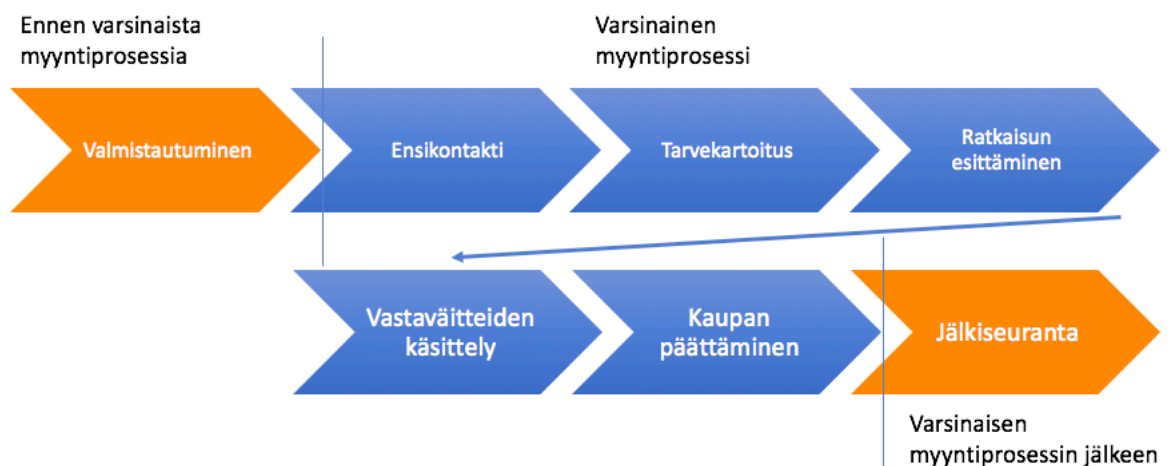 Ennen varsinaista
myyntiprosessia
Varsinainen
myyntiprosessi
Valmistautuminen
Ensikontakti
Tarvekartoitus
Ratkaisun
esittäminen
Vastaväitteiden
käsittely
Kaupan
päättäminen
Jälkiseuranta
Varsinaisen
myyntiprosessin jälkeen